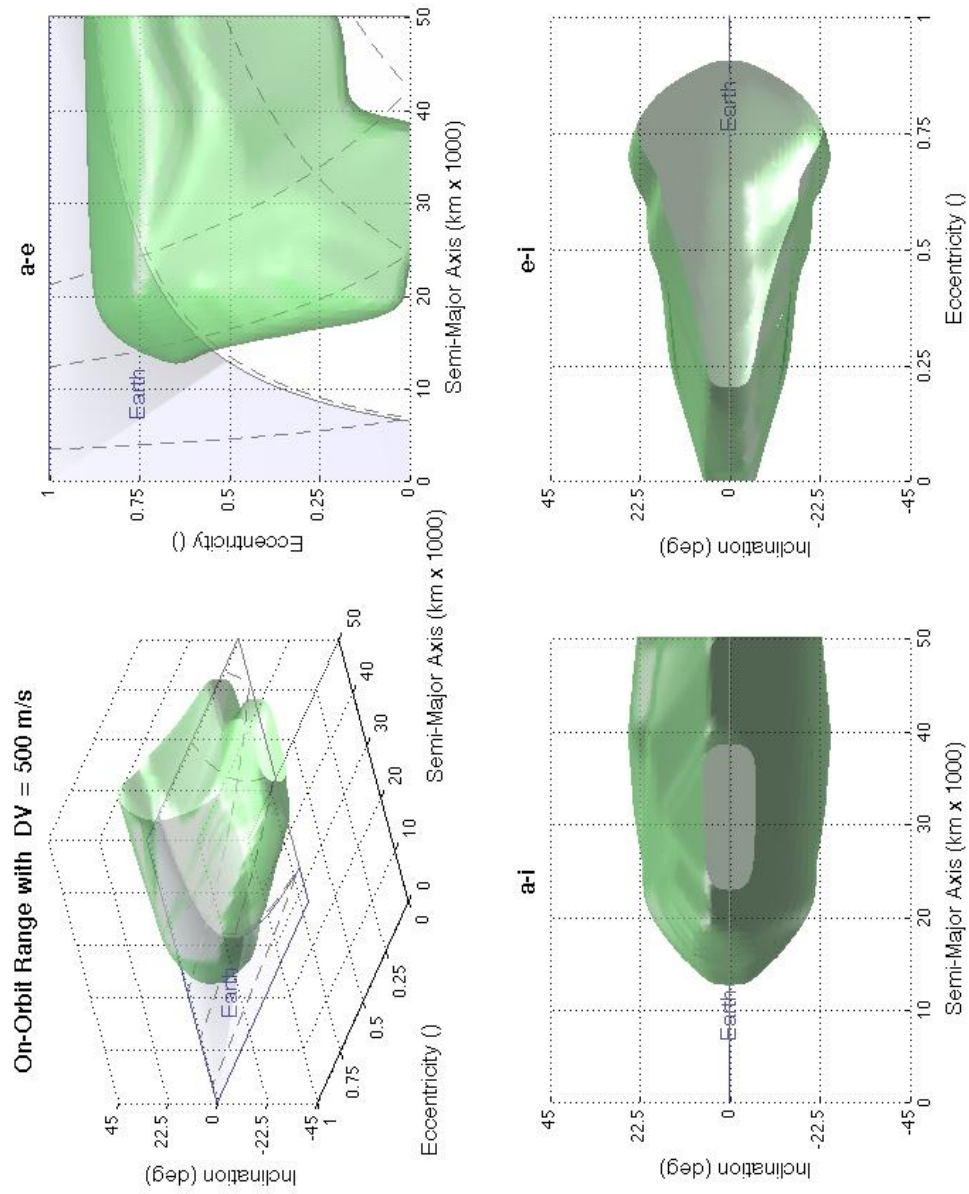 On-Orbit Range with DV = 500 m/s
45
22.5
0
-22.5
-45
Inclination (deg)
1
0.75
0.5
0.25
0
Eccentricity ()
0
10
20
30
40
50
Semi-Major Axis (km x 1000)
Earth
a-e
1
0.75
0.5
0.25
0
Eccentricity ()
0
10
20
30
40
50
Semi-Major Axis (km x 1000)
Earth
a-i
45
22.5
0
-22.5
-45
Inclination (deg)
0
10
20
30
40
50
Semi-Major Axis (km x 1000)
Earth
e-i
45
22.5
0
-22.5
-45
Inclination (deg)
0
0.25
0.5
0.75
1
Eccentricity ()
Earth